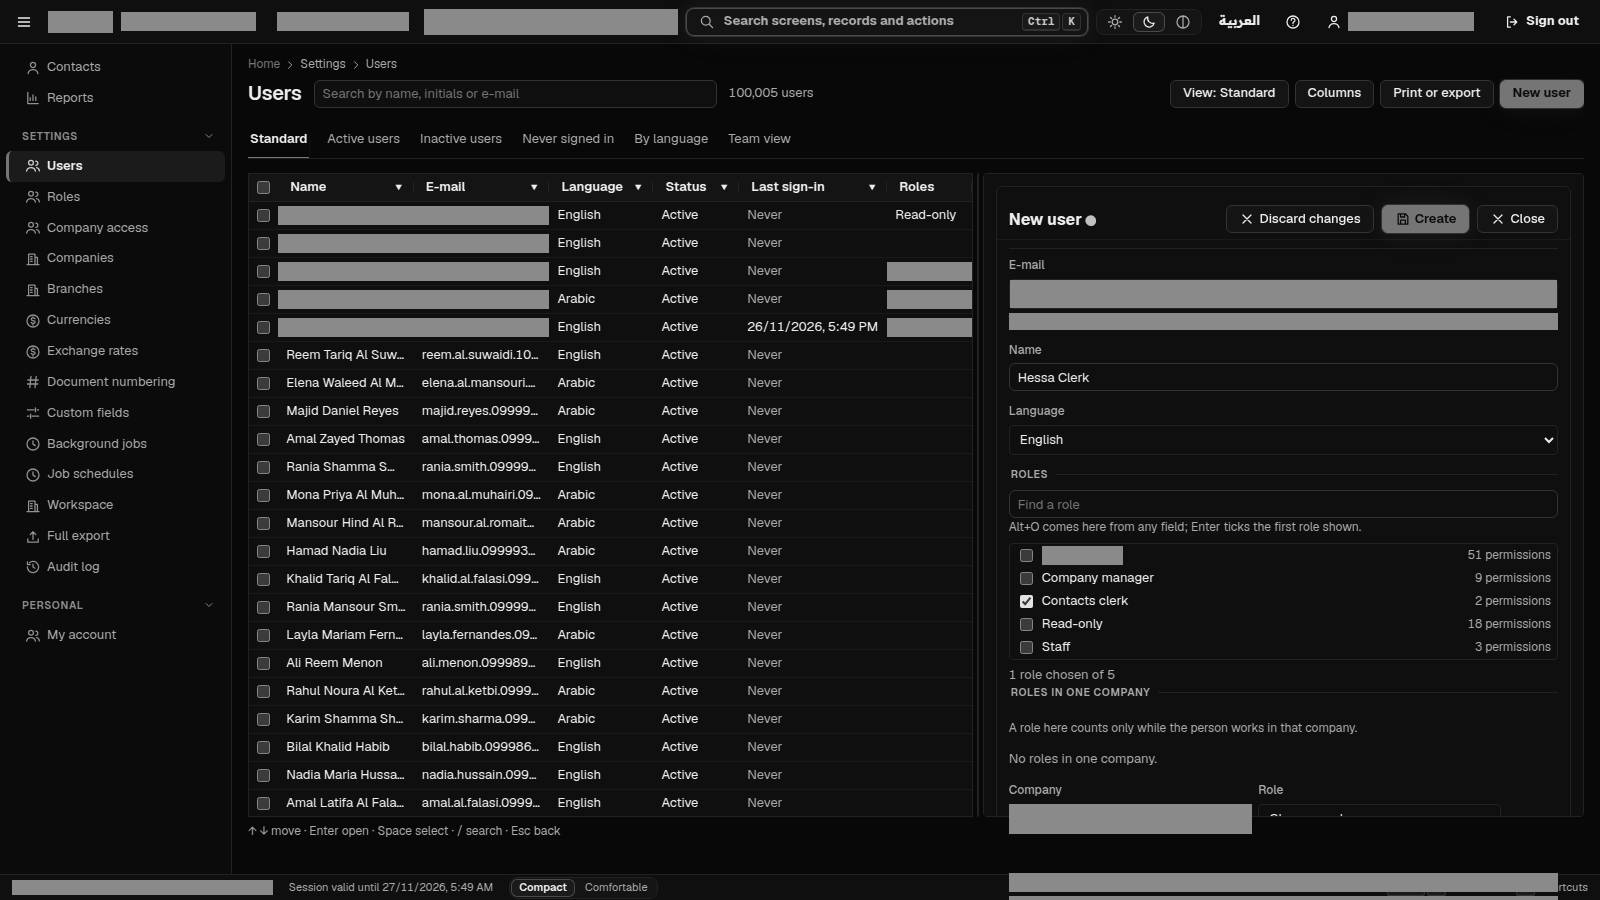 Search screens, records and actions Ctrl K العربية Sign out
Contacts
Reports
SETTINGS
Users
Roles
Company access
Companies
Branches
Currencies
Exchange rates
Document numbering
Custom fields
Background jobs
Job schedules
Workspace
Full export
Audit log
PERSONAL
My account
Home > Settings > Users
Users Search by name, initials or e-mail 100,005 users View: Standard Columns Print or export New user
Standard Active users Inactive users Never signed in By language Team view
Name E-mail Language Status Last sign-in Roles
English Active Never Read-only
English Active Never
English Active Never
Arabic Active Never
English Active 26/11/2026, 5:49 PM
Reem Tariq Al Suw... reem.al.suwaidi.10... English Active Never
Elena Waleed Al M... elena.al.mansouri.... Arabic Active Never
Majid Daniel Reyes majid.reyes.09999... Arabic Active Never
Amal Zayed Thomas amal.thomas.0999... English Active Never
Rania Shamma S... rania.smith.09999... English Active Never
Mona Priya Al Muh... mona.al.muhairi.09... Arabic Active Never
Mansour Hind Al R... mansour.al.romait... Arabic Active Never
Hamad Nadia Liu hamad.liu.099993... Arabic Active Never
Khalid Tariq Al Fal... khalid.al.falasi.099... English Active Never
Rania Mansour Sm... rania.smith.09999... English Active Never
Layla Mariam Fern... layla.fernandes.09... Arabic Active Never
Ali Reem Menon ali.menon.099989... English Active Never
Rahul Noura Al Ket... rahul.al.ketbi.0999... Arabic Active Never
Karim Shamma Sh... karim.sharma.099... Arabic Active Never
Bilal Khalid Habib bilal.habib.099986... English Active Never
Nadia Maria Hussa... nadia.hussain.099... English Active Never
Amal Latifa Al Fala... amal.al.falasi.0999... English Active Never
↑↓ move · Enter open · Space select · / search · Esc back
New user Discard changes Create Close
E-mail
Name
Hessa Clerk
Language
English
ROLES
Find a role
Alt+O comes here from any field; Enter ticks the first role shown.
51 permissions
Company manager 9 permissions
Contacts clerk 2 permissions
Read-only 18 permissions
Staff 3 permissions
1 role chosen of 5
ROLES IN ONE COMPANY
A role here counts only while the person works in that company.
No roles in one company.
Company Role
Session valid until 27/11/2026, 5:49 AM Compact Comfortable